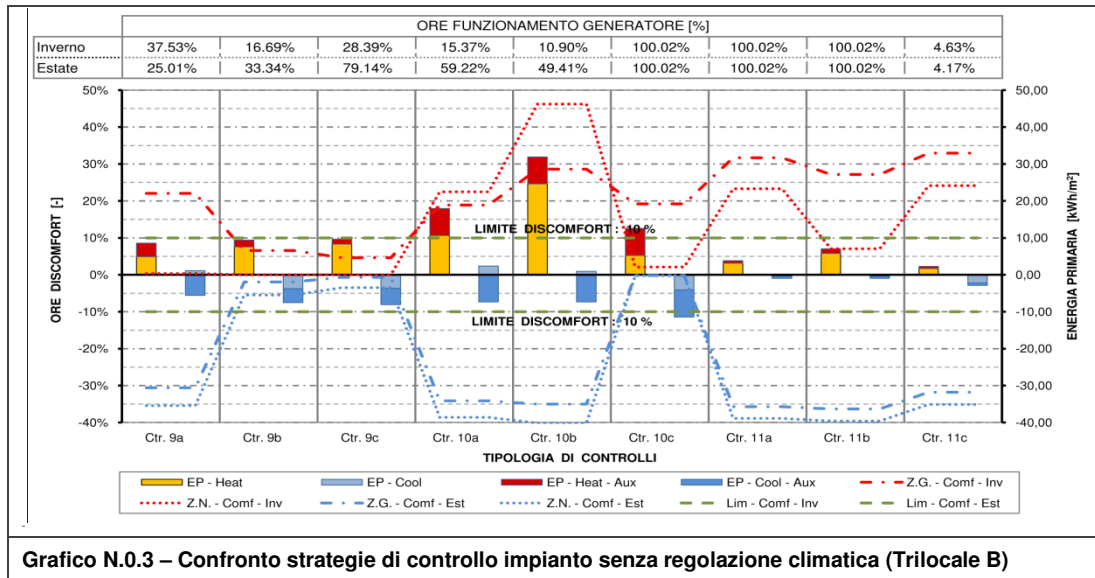 ORE FUNZIONAMENTO GENERATORE [%]
Inverno 37.53% 16.69% 28.39% 15.37% 10.90% 100.02% 100.02% 100.02% 4.63%
Estate 25.01% 33.34% 79.14% 59.22% 49.41% 100.02% 100.02% 100.02% 4.17%
50% 50,00
40% 40,00
30% 30,00
20% 20,00
10% 10,00
0% 0,00
-10% -10,00
-20% -20,00
-30% -30,00
-40% -40,00
ORE DISCOMFORT [-]
LIMITE DISCOMFORT : 10 %
LIMITE DISCOMFORT : 10 %
ENERGIA PRIMARIA [kWh/m²]
Ctr. 9a Ctr. 9b Ctr. 9c Ctr. 10a Ctr. 10b Ctr. 10c Ctr. 11a Ctr. 11b Ctr. 11c
TIPOLOGIA DI CONTROLLI
EP - Heat EP - Cool EP - Heat - Aux EP - Cool - Aux Z.G. - Comf - Inv
Z.N. - Comf - Inv Z.G. - Comf - Est Z.N. - Comf - Est Lim - Comf - Inv Lim - Comf - Est
Grafico N.0.3 – Confronto strategie di controllo impianto senza regolazione climatica (Trilocale B)